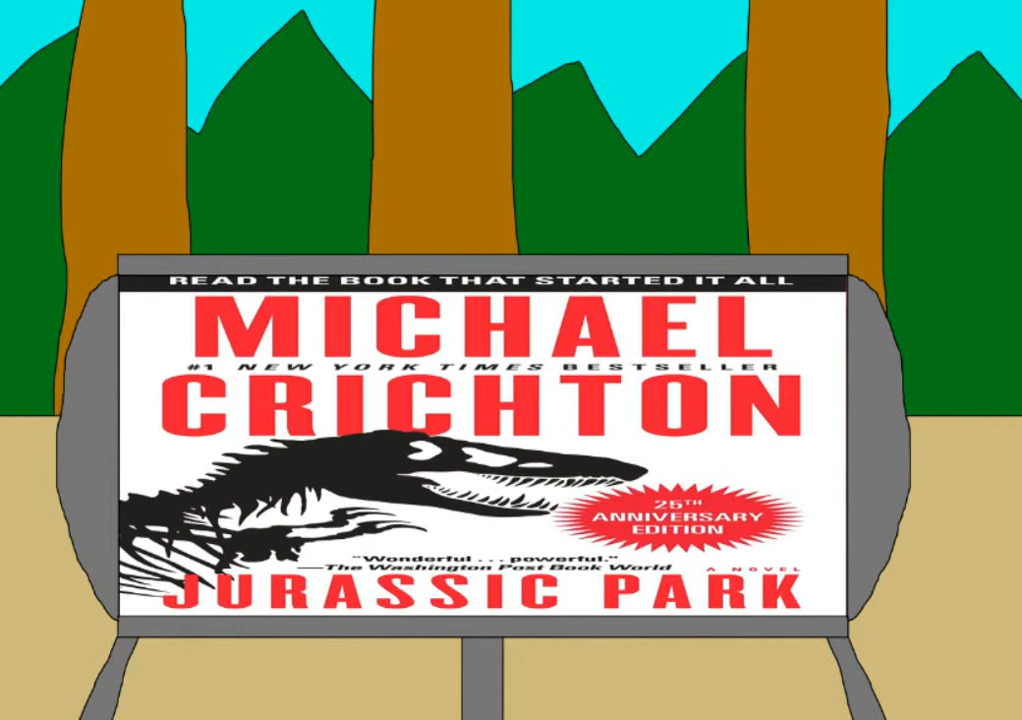 READ THE BOOK THAT STARTED IT ALL
MICHAEL
#1 NEW YORK TIMES BESTSELLER
CRICHTON
25TH
ANNIVERSARY
EDITION
"Wonderful . . . powerful."
—The Washington Post Book World
A NOVEL
JURASSIC PARK